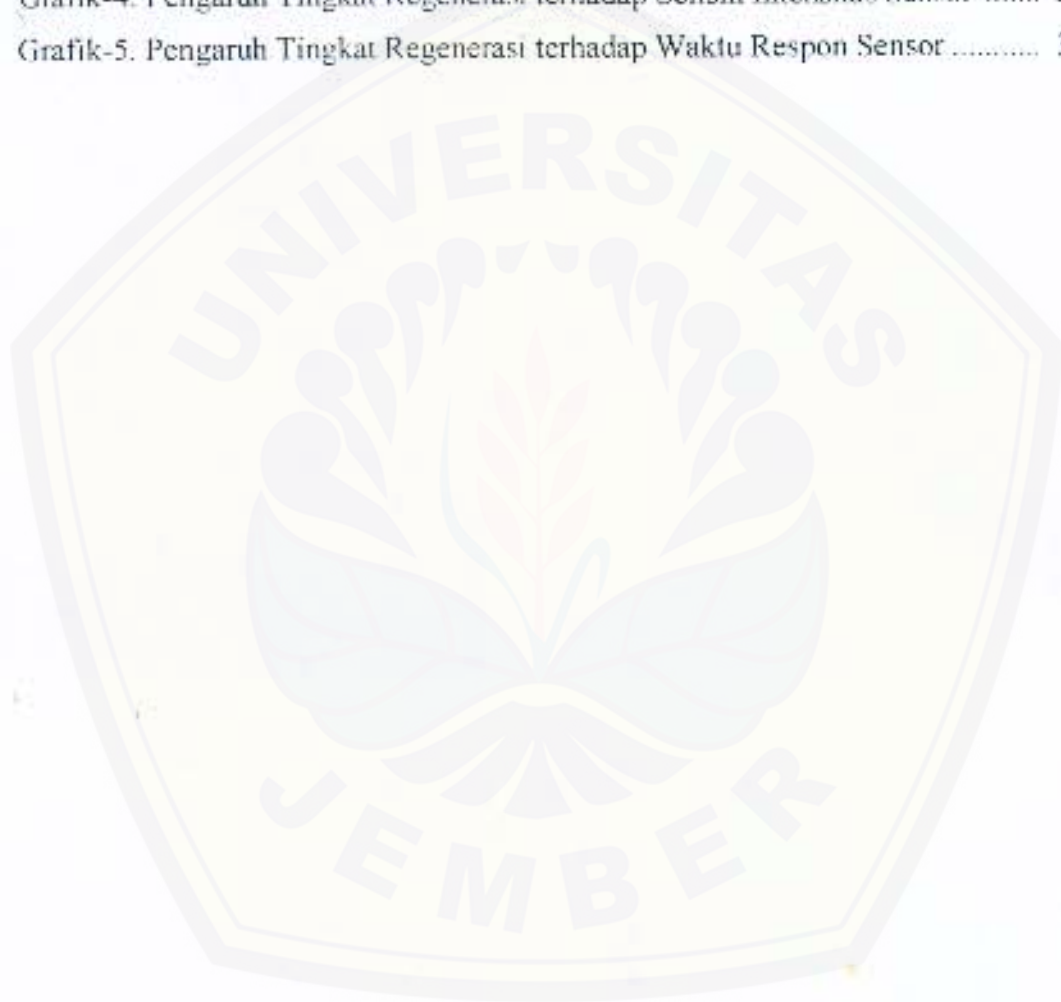 Grafik-4. Pengaruh Tingkat Regenerasi terhadap
Grafik-5. Pengaruh Tingkat Regenerasi terhadap Waktu Respon Sensor ...........
UNIVERSITAS
JEMBER